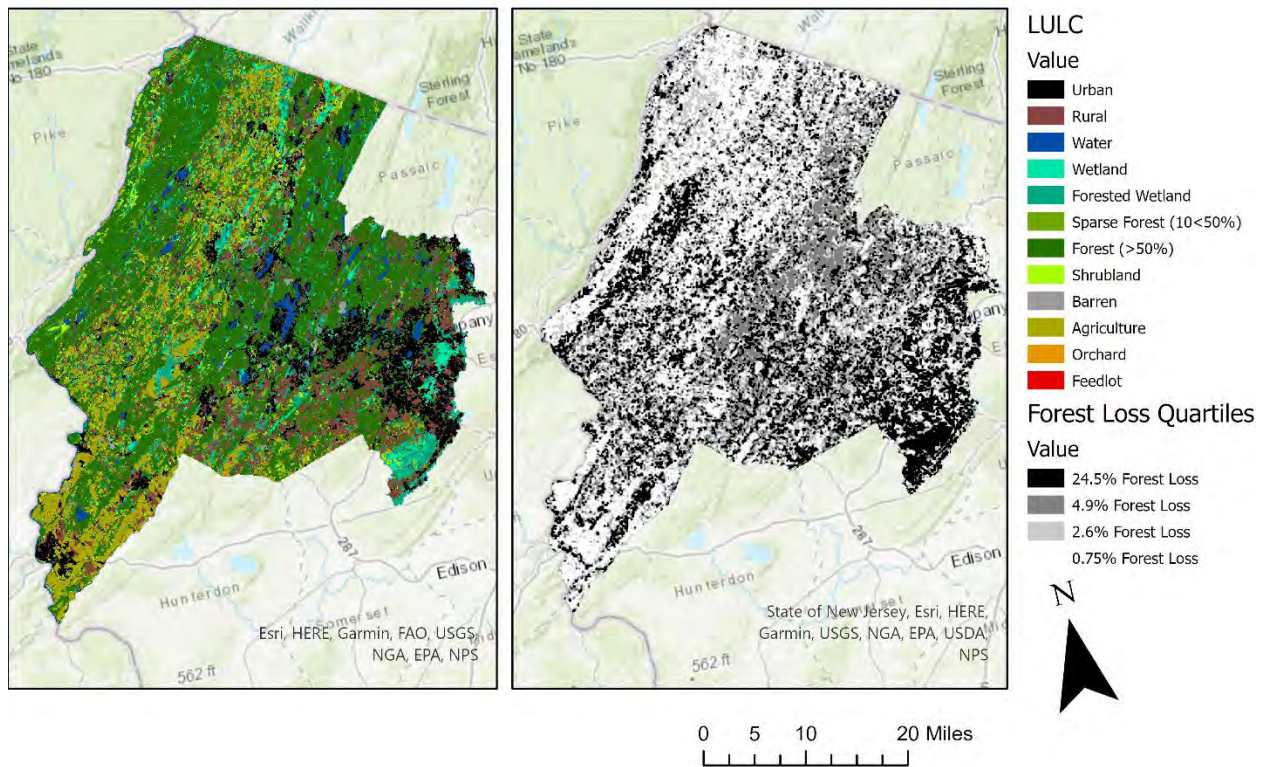 State
No 180
Pike
Sterling
Forest
Passaic
Hunterdon
Somerset
287
Edison
562 ft
Esri, HERE, Garmin, FAO, USGS,
NGA, EPA, NPS
State
No 180
Pike
Sterling
Forest
Passaic
80
pany
Hunterdon
287
Edison
562 ft
State of New Jersey, Esri, HERE,
Garmin, USGS, NGA, EPA, USDA,
NPS
LULC
Value
Urban
Rural
Water
Wetland
Forested Wetland
Sparse Forest (10<50%)
Forest (>50%)
Shrubland
Barren
Agriculture
Orchard
Feedlot
Forest Loss Quartiles
Value
24.5% Forest Loss
4.9% Forest Loss
2.6% Forest Loss
0.75% Forest Loss
N
0 5 10 20 Miles